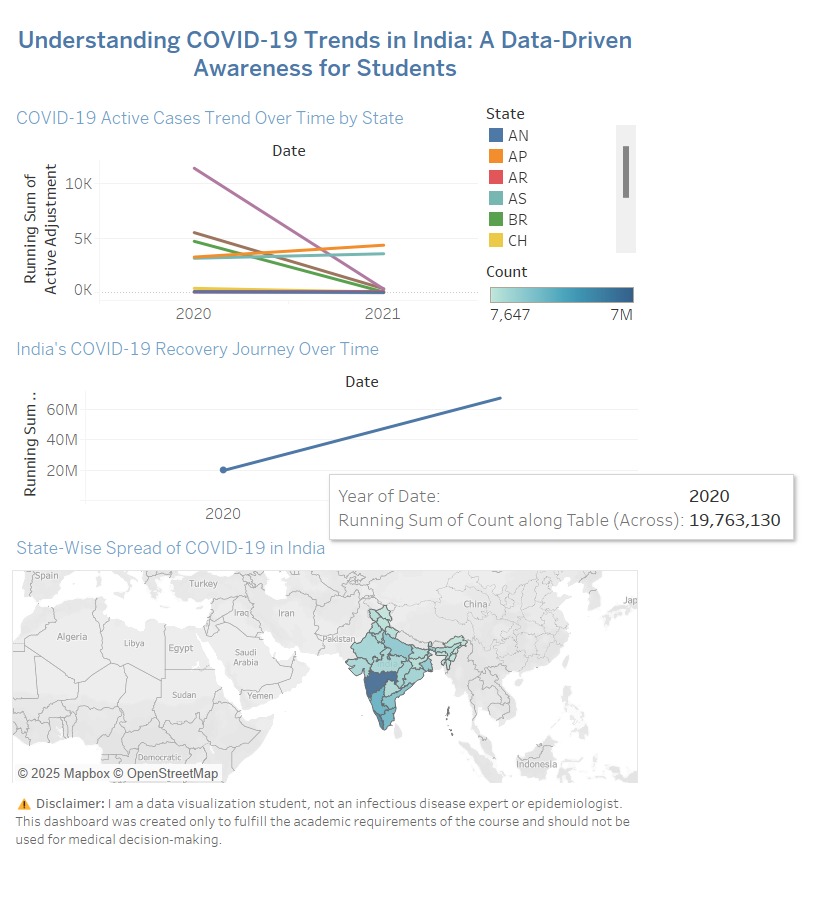 Understanding COVID-19 Trends in India: A Data-Driven
Awareness for Students
COVID-19 Active Cases Trend Over Time by State
Date
Running Sum of
Active Adjustment
10K
5K
0K
2020
2021
State
AN
AP
AR
AS
BR
CH
Count
7,647
7M
India's COVID-19 Recovery Journey Over Time
Date
Running Sum ..
60M
40M
20M
2020
Year of Date: 2020
Running Sum of Count along Table (Across): 19,763,130
State-Wise Spread of COVID-19 in India
Spain
Turkey
China
Jap
Iraq
Iran
Algeria
Libya
Egypt
Pakistan
Saudi
Arabia
Sudan
Yemen
Democratic
Indonesia
© 2025 Mapbox © OpenStreetMap
⚠ Disclaimer: I am a data visualization student, not an infectious disease expert or epidemiologist.
This dashboard was created only to fulfill the academic requirements of the course and should not be
used for medical decision-making.